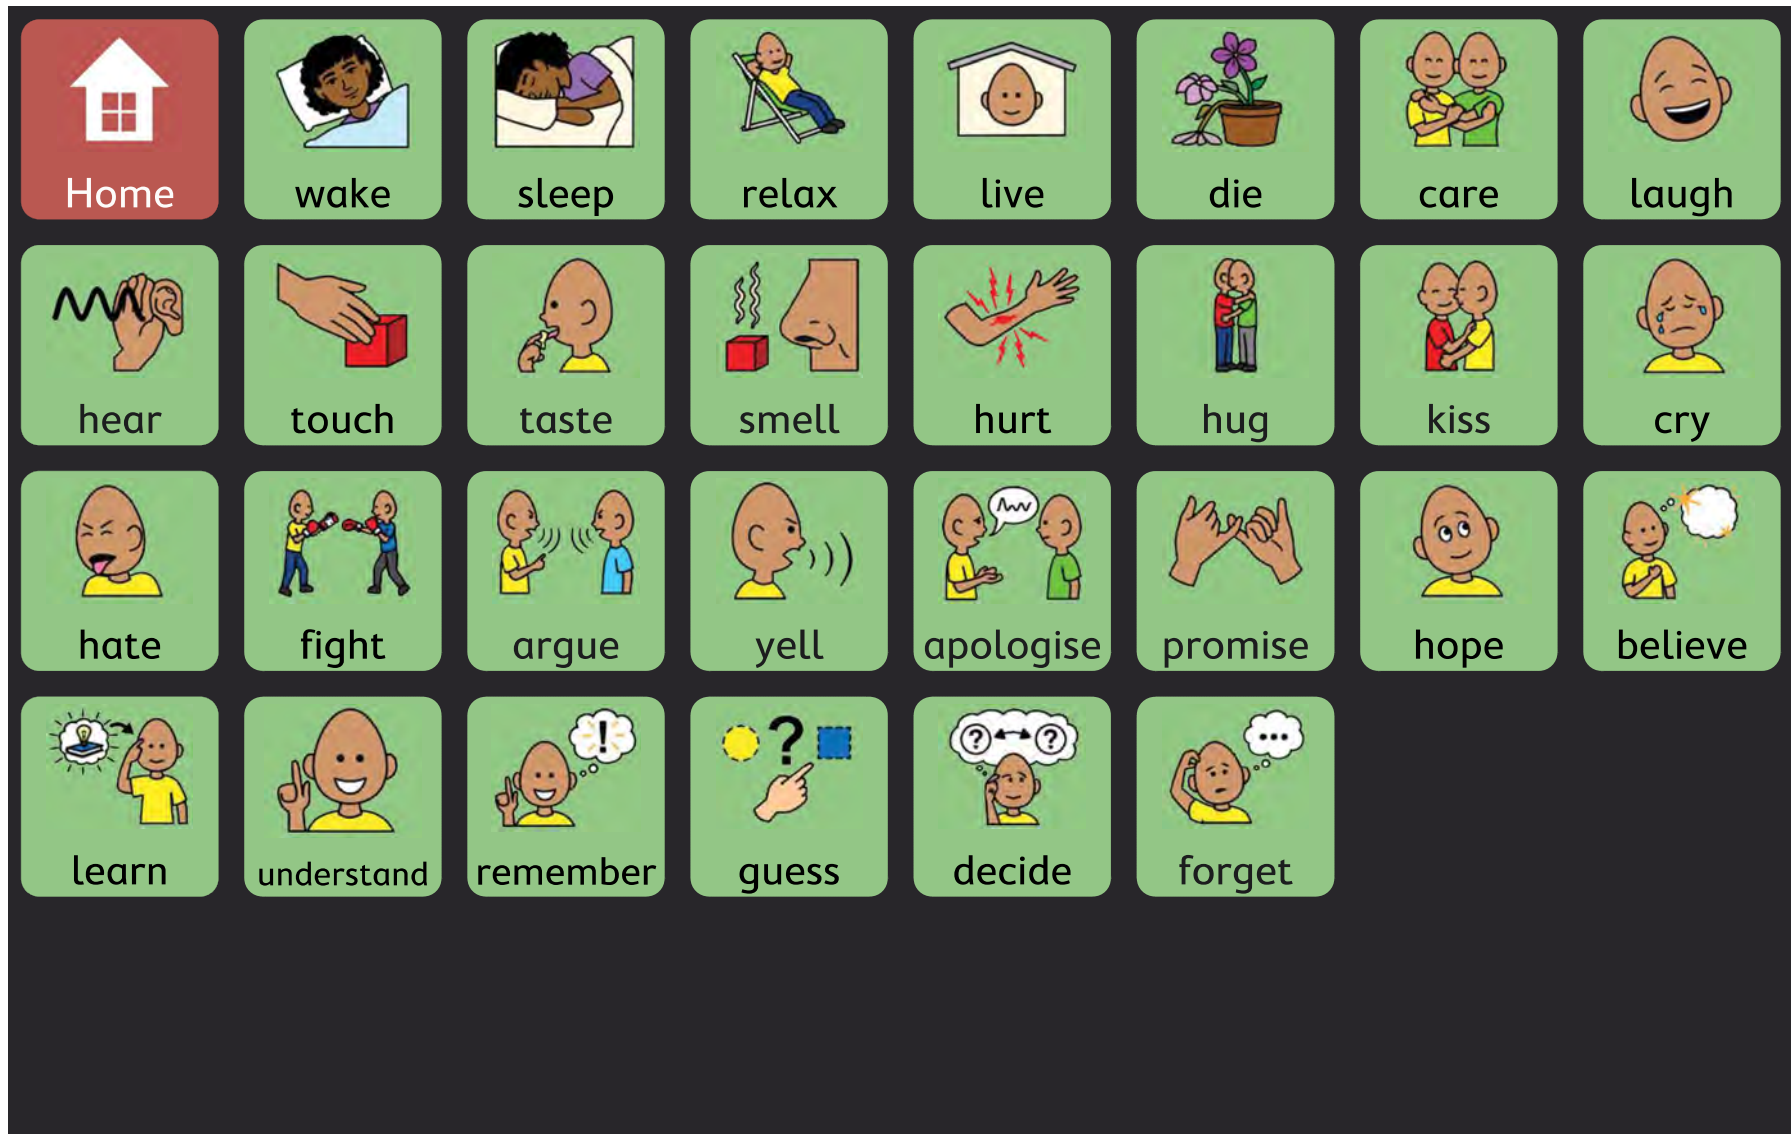 Home wake sleep relax live die care laugh
hear touch taste smell hurt hug kiss cry
hate fight argue yell apologise promise hope believe
? ! ? ? ...
learn understand remember guess decide forget